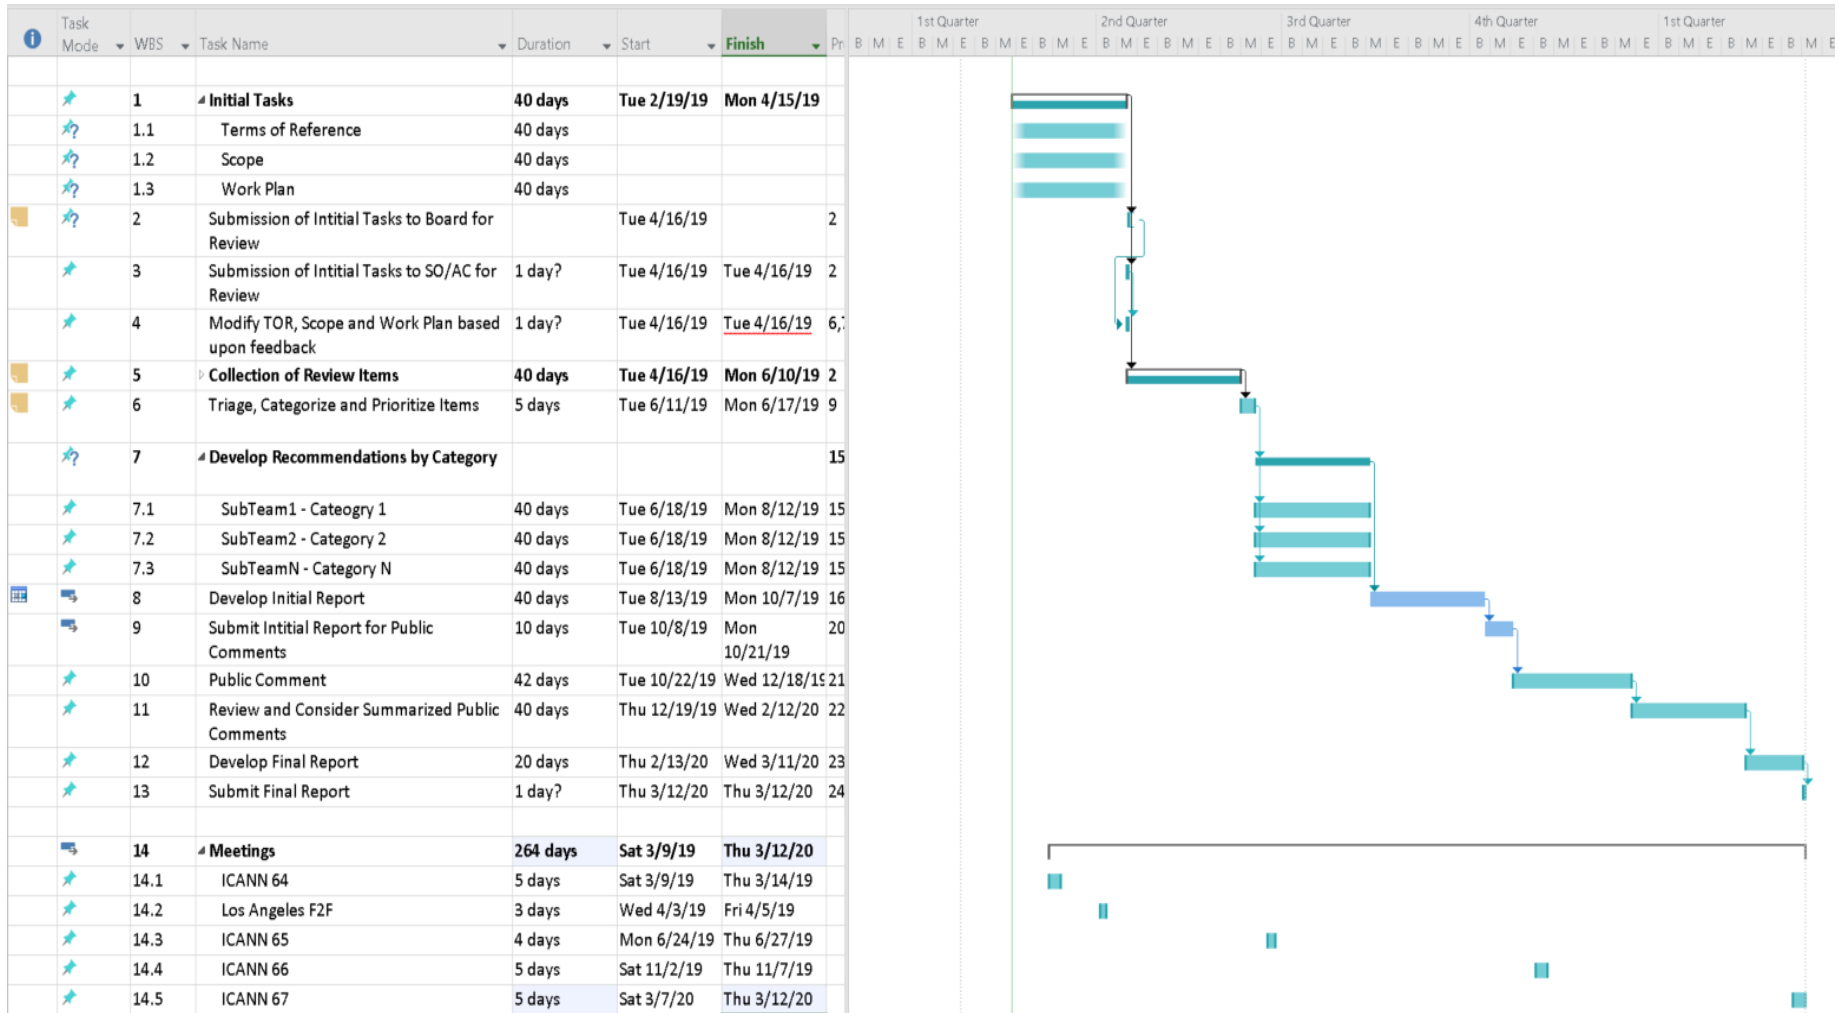 Task
Mode WBS Task Name Duration Start Finish Pr
1st Quarter 2nd Quarter 3rd Quarter 4th Quarter 1st Quarter
B M E B M E B M E B M E B M E B M E B M E B M E B M E B M E B M E B M E B M E B M E B M E B M E
1 Initial Tasks 40 days Tue 2/19/19 Mon 4/15/19
1.1 Terms of Reference 40 days
1.2 Scope 40 days
1.3 Work Plan 40 days
2 Submission of Intitial Tasks to Board for Tue 4/16/19 2
Review
3 Submission of Intitial Tasks to SO/AC for 1 day? Tue 4/16/19 Tue 4/16/19 2
Review
4 Modify TOR, Scope and Work Plan based 1 day? Tue 4/16/19 Tue 4/16/19 6,
upon feedback
5 Collection of Review Items 40 days Tue 4/16/19 Mon 6/10/19 2
6 Triage, Categorize and Prioritize Items 5 days Tue 6/11/19 Mon 6/17/19 9
7 Develop Recommendations by Category 15
7.1 SubTeam1 - Cateogry 1 40 days Tue 6/18/19 Mon 8/12/19 15
7.2 SubTeam2 - Category 2 40 days Tue 6/18/19 Mon 8/12/19 15
7.3 SubTeamN - Category N 40 days Tue 6/18/19 Mon 8/12/19 15
8 Develop Initial Report 40 days Tue 8/13/19 Mon 10/7/19 16
9 Submit Intitial Report for Public 10 days Tue 10/8/19 Mon 20
Comments 10/21/19
10 Public Comment 42 days Tue 10/22/19 Wed 12/18/19 21
11 Review and Consider Summarized Public 40 days Thu 12/19/19 Wed 2/12/20 22
Comments
12 Develop Final Report 20 days Thu 2/13/20 Wed 3/11/20 23
13 Submit Final Report 1 day? Thu 3/12/20 Thu 3/12/20 24
14 Meetings 264 days Sat 3/9/19 Thu 3/12/20
14.1 ICANN 64 5 days Sat 3/9/19 Thu 3/14/19
14.2 Los Angeles F2F 3 days Wed 4/3/19 Fri 4/5/19
14.3 ICANN 65 4 days Mon 6/24/19 Thu 6/27/19
14.4 ICANN 66 5 days Sat 11/2/19 Thu 11/7/19
14.5 ICANN 67 5 days Sat 3/7/20 Thu 3/12/20